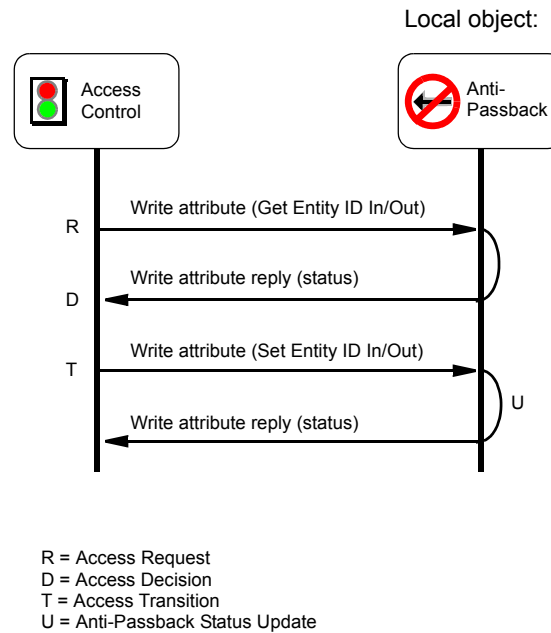 Local object:
Access
Control
Anti-
Passback
Write attribute (Get Entity ID In/Out)
R
Write attribute reply (status)
D
Write attribute (Set Entity ID In/Out)
T
U
Write attribute reply (status)
R = Access Request
D = Access Decision
T = Access Transition
U = Anti-Passback Status Update